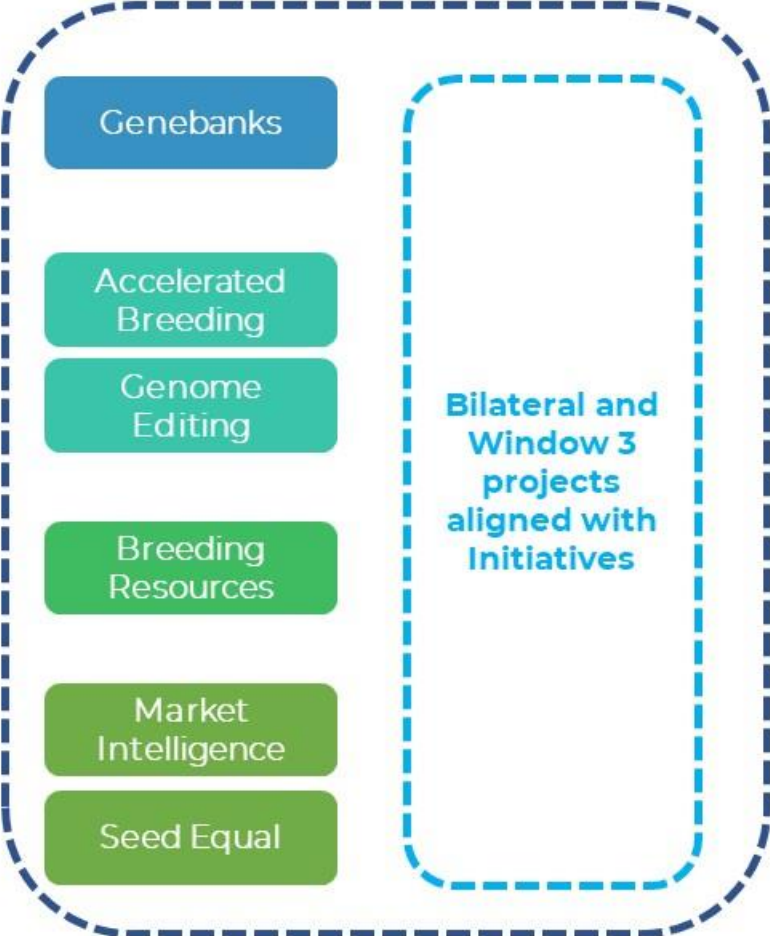 Genebanks
Accelerated
Breeding
Genome
Editing
Breeding
Resources
Market
Intelligence
Seed Equal
Bilateral and
Window 3
projects
aligned with
Initiatives